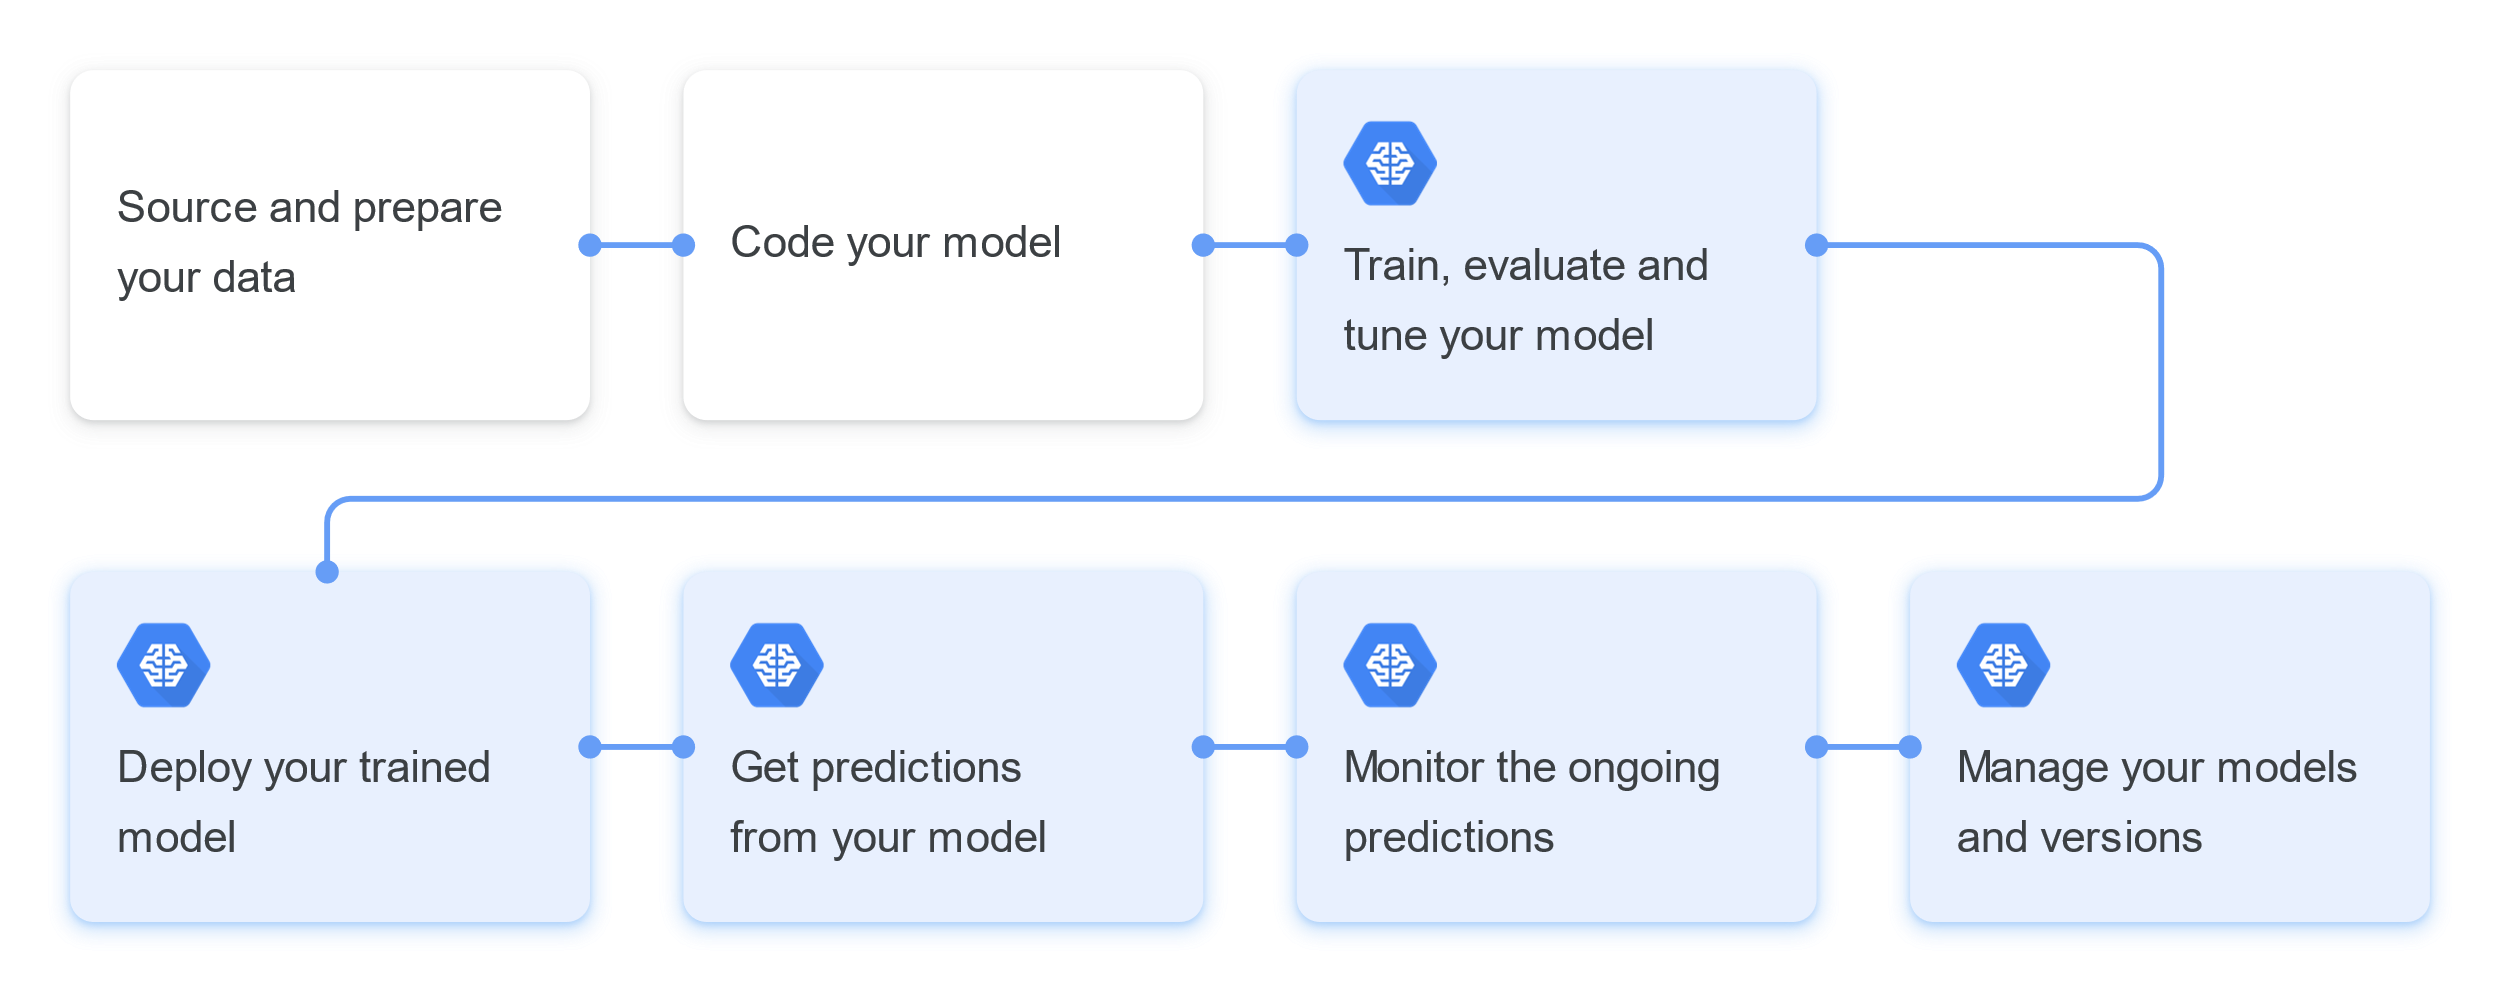 Source and prepare
your data
Code your model
Train, evaluate and
tune your model
Deploy your trained
model
Get predictions
from your model
Monitor the ongoing
predictions
Manage your models
and versions